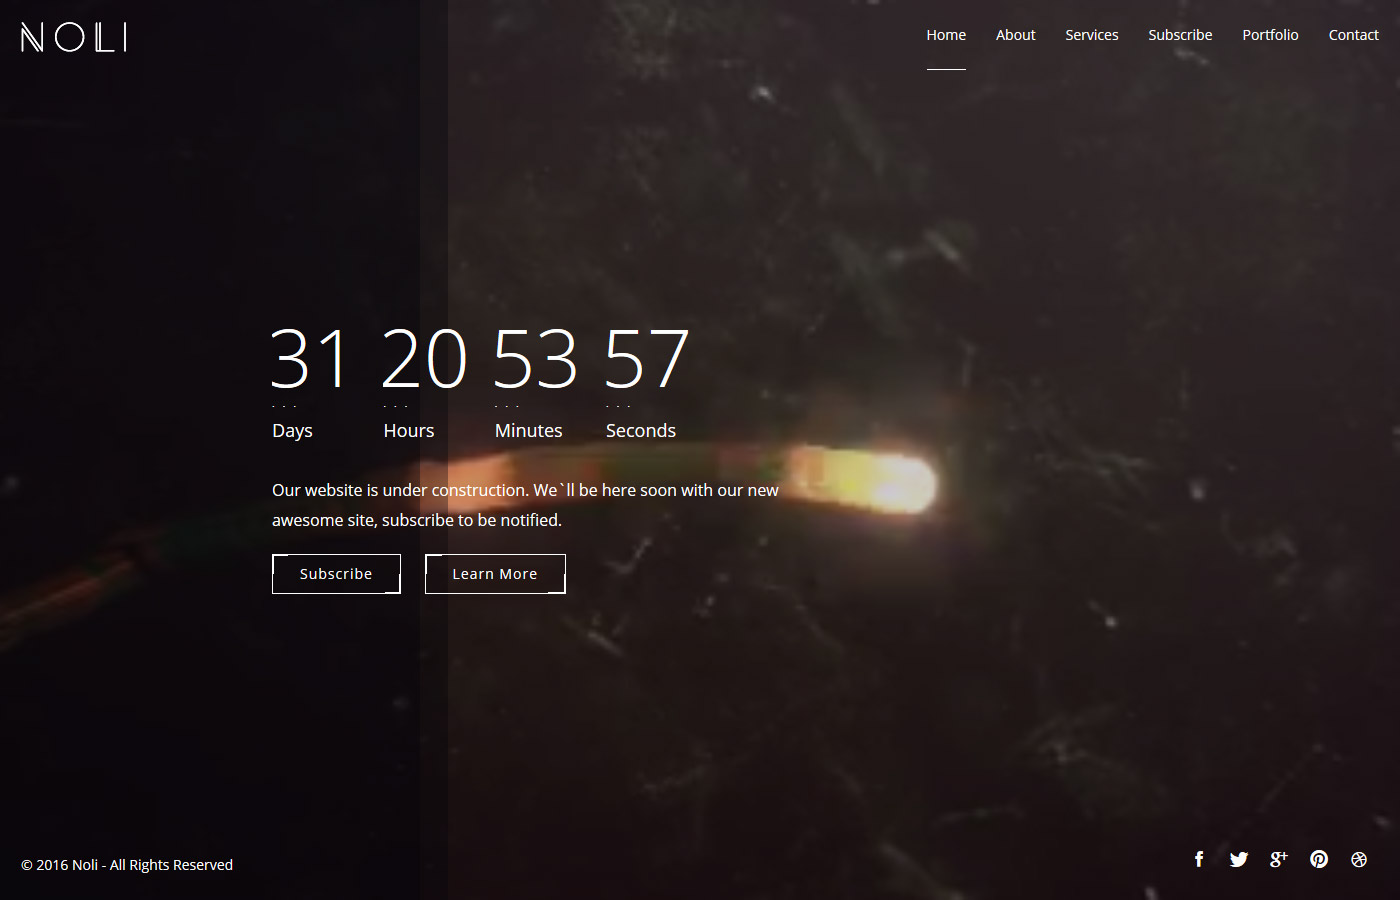 NOLI
Home About Services Subscribe Portfolio Contact
31 20 53 57
Days Hours Minutes Seconds
Our website is under construction. We`ll be here soon with our new
awesome site, subscribe to be notified.
Subscribe Learn More
© 2016 Noli - All Rights Reserved